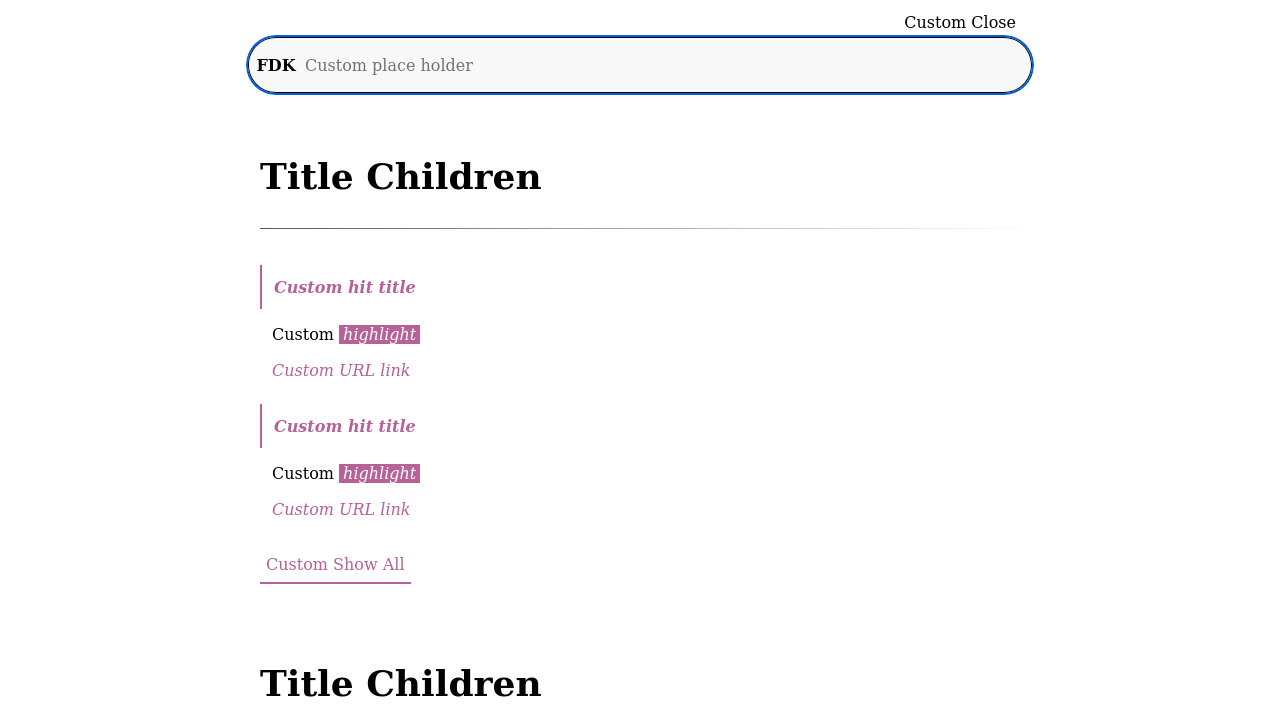 Custom Close
FDK Custom place holder
Title Children
Custom hit title
Custom highlight
Custom URL link
Custom hit title
Custom highlight
Custom URL link
Custom Show All
Title Children